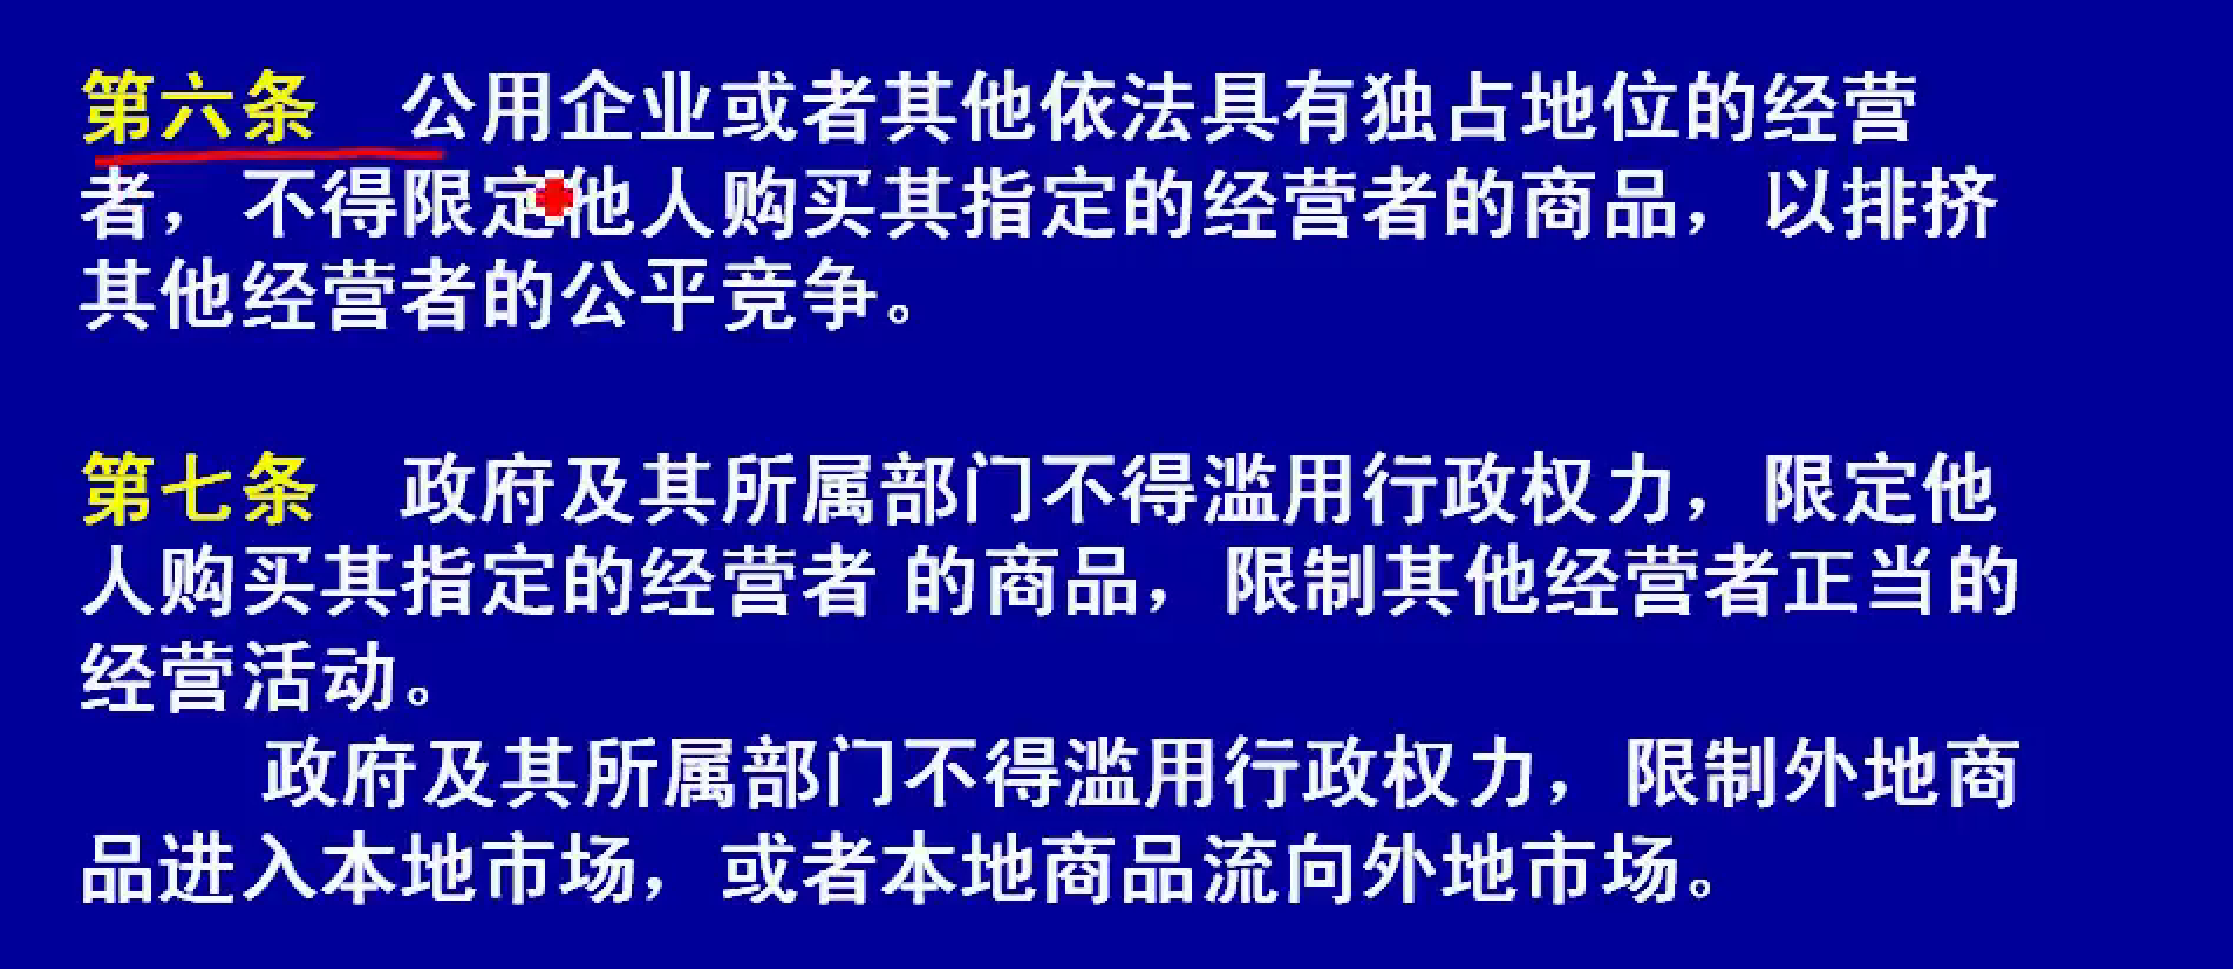 第六条 公用企业或者其他依法具有独占地位的经营
者，不得限定他人购买其指定的经营者的商品，以排挤
其他经营者的公平竞争。
第七条 政府及其所属部门不得滥用行政权力，限定他
人购买其指定的经营者 的商品，限制其他经营者正当的
经营活动。
政府及其所属部门不得滥用行政权力，限制外地商
品进入本地市场，或者本地商品流向外地市场。